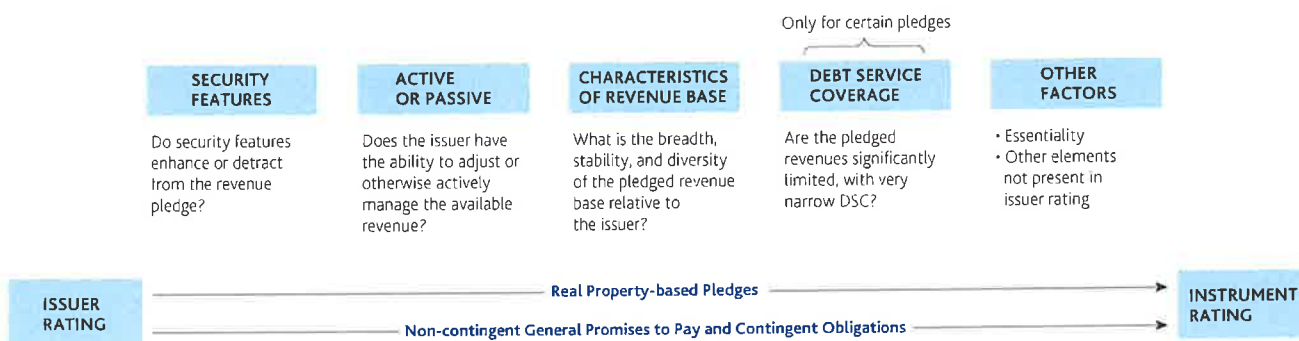 Only for certain pledges
SECURITY
FEATURES
Do security features
enhance or detract
from the revenue
pledge?
ACTIVE
OR PASSIVE
Does the issuer have
the ability to adjust or
otherwise actively
manage the available
revenue?
CHARACTERISTICS
OF REVENUE BASE
What is the breadth,
stability, and diversity
of the pledged revenue
base relative to
the issuer?
DEBT SERVICE
COVERAGE
Are the pledged
revenues significantly
limited, with very
narrow DSC?
OTHER
FACTORS
• Essentiality
• Other elements
not present in
issuer rating
ISSUER
RATING
Real Property-based Pledges
Non-contingent General Promises to Pay and Contingent Obligations
INSTRUMENT
RATING